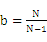 b = N/N-1